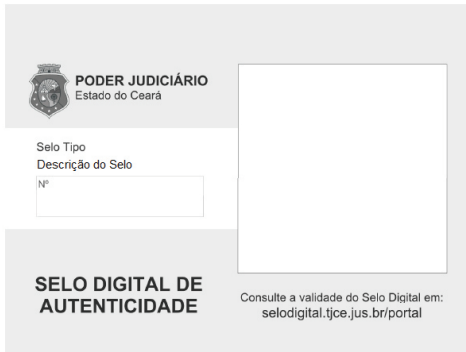 PODER JUDICIÁRIO
Estado do Ceará
Selo Tipo
Descrição do Selo
Nº
SELO DIGITAL DE
AUTENTICIDADE
Consulte a validade do Selo Digital em:
selodigital.tjce.jus.br/portal